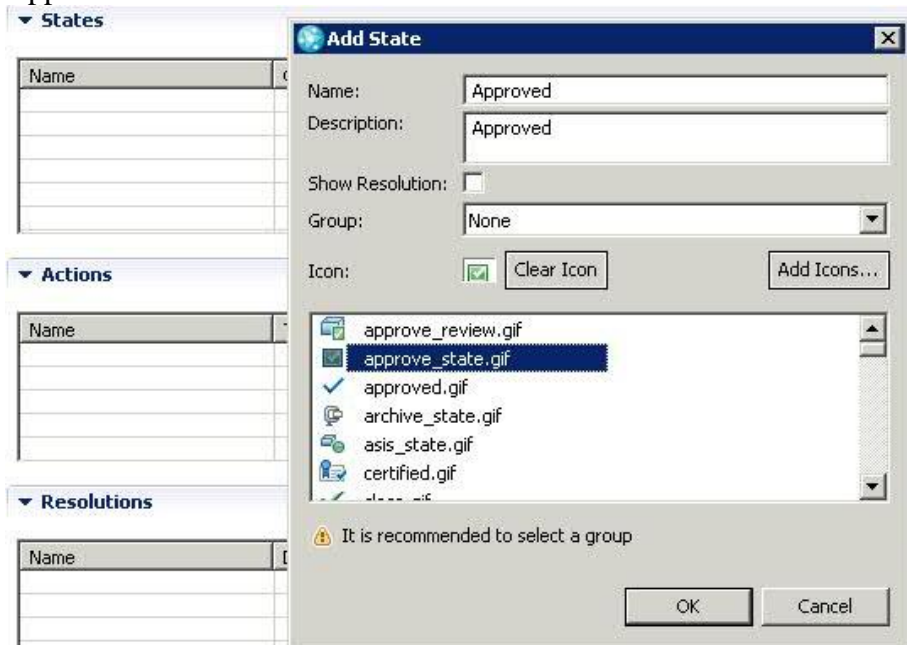 States
Name
Actions
Name
Resolutions
Name
Add State
Name: Approved
Description: Approved
Show Resolution:
Group: None
Icon: Clear Icon Add Icons...
approve_review.gif
approve_state.gif
approved.gif
archive_state.gif
asis_state.gif
certified.gif
It is recommended to select a group
OK Cancel